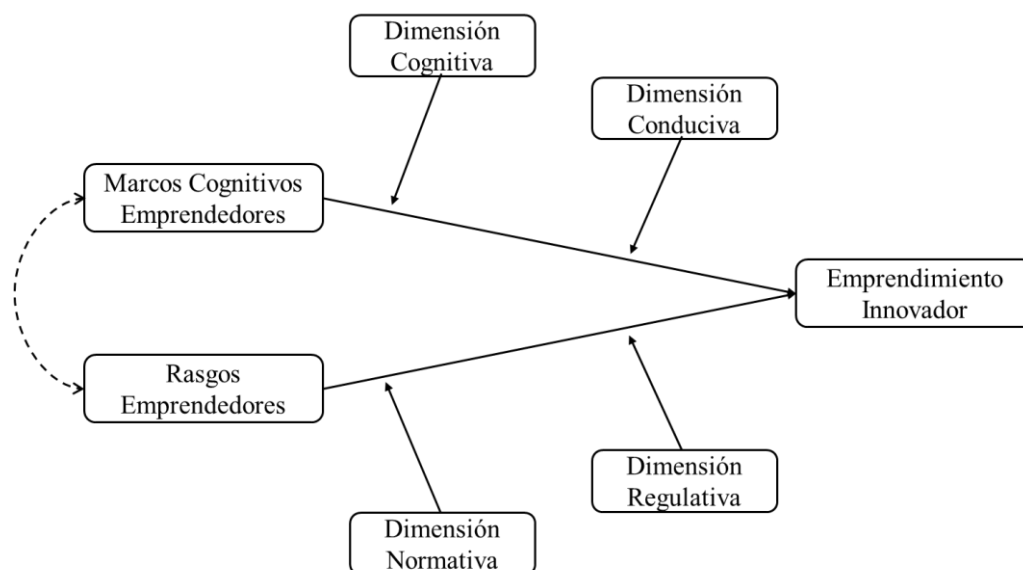 Dimensión
Cognitiva
Dimensión
Conduciva
Marcos Cognitivos
Emprendedores
Emprendimiento
Innovador
Rasgos
Emprendedores
Dimensión
Regulativa
Dimensión
Normativa